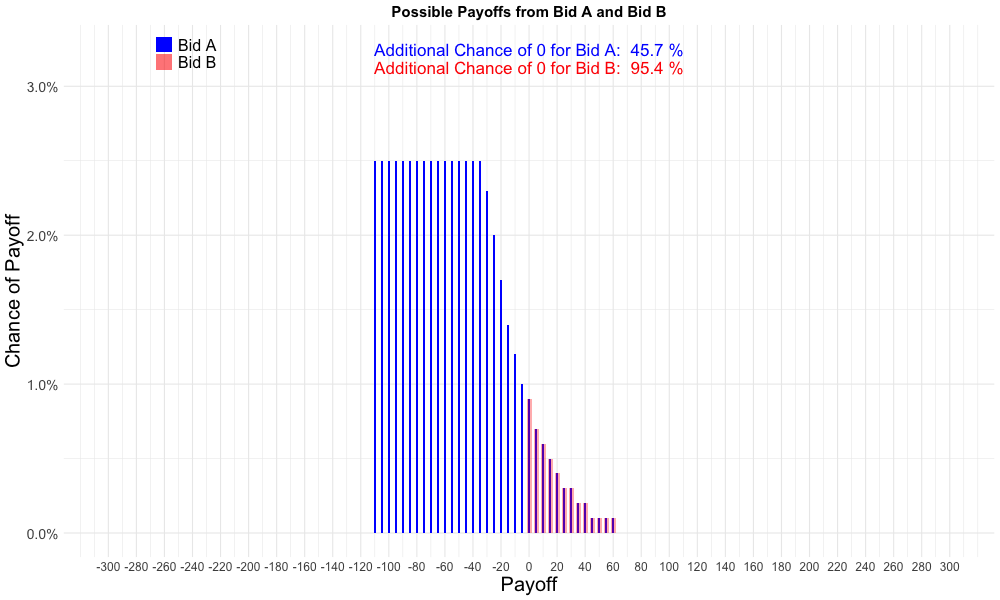 Possible Payoffs from Bid A and Bid B
Bid A
Bid B
Additional Chance of 0 for Bid A:  45.7 %
Additional Chance of 0 for Bid B:  95.4 %
Chance of Payoff
3.0%
2.0%
1.0%
0.0%
-300 -280 -260 -240 -220 -200 -180 -160 -140 -120 -100 -80 -60 -40 -20 0 20 40 60 80 100 120 140 160 180 200 220 240 260 280 300
Payoff